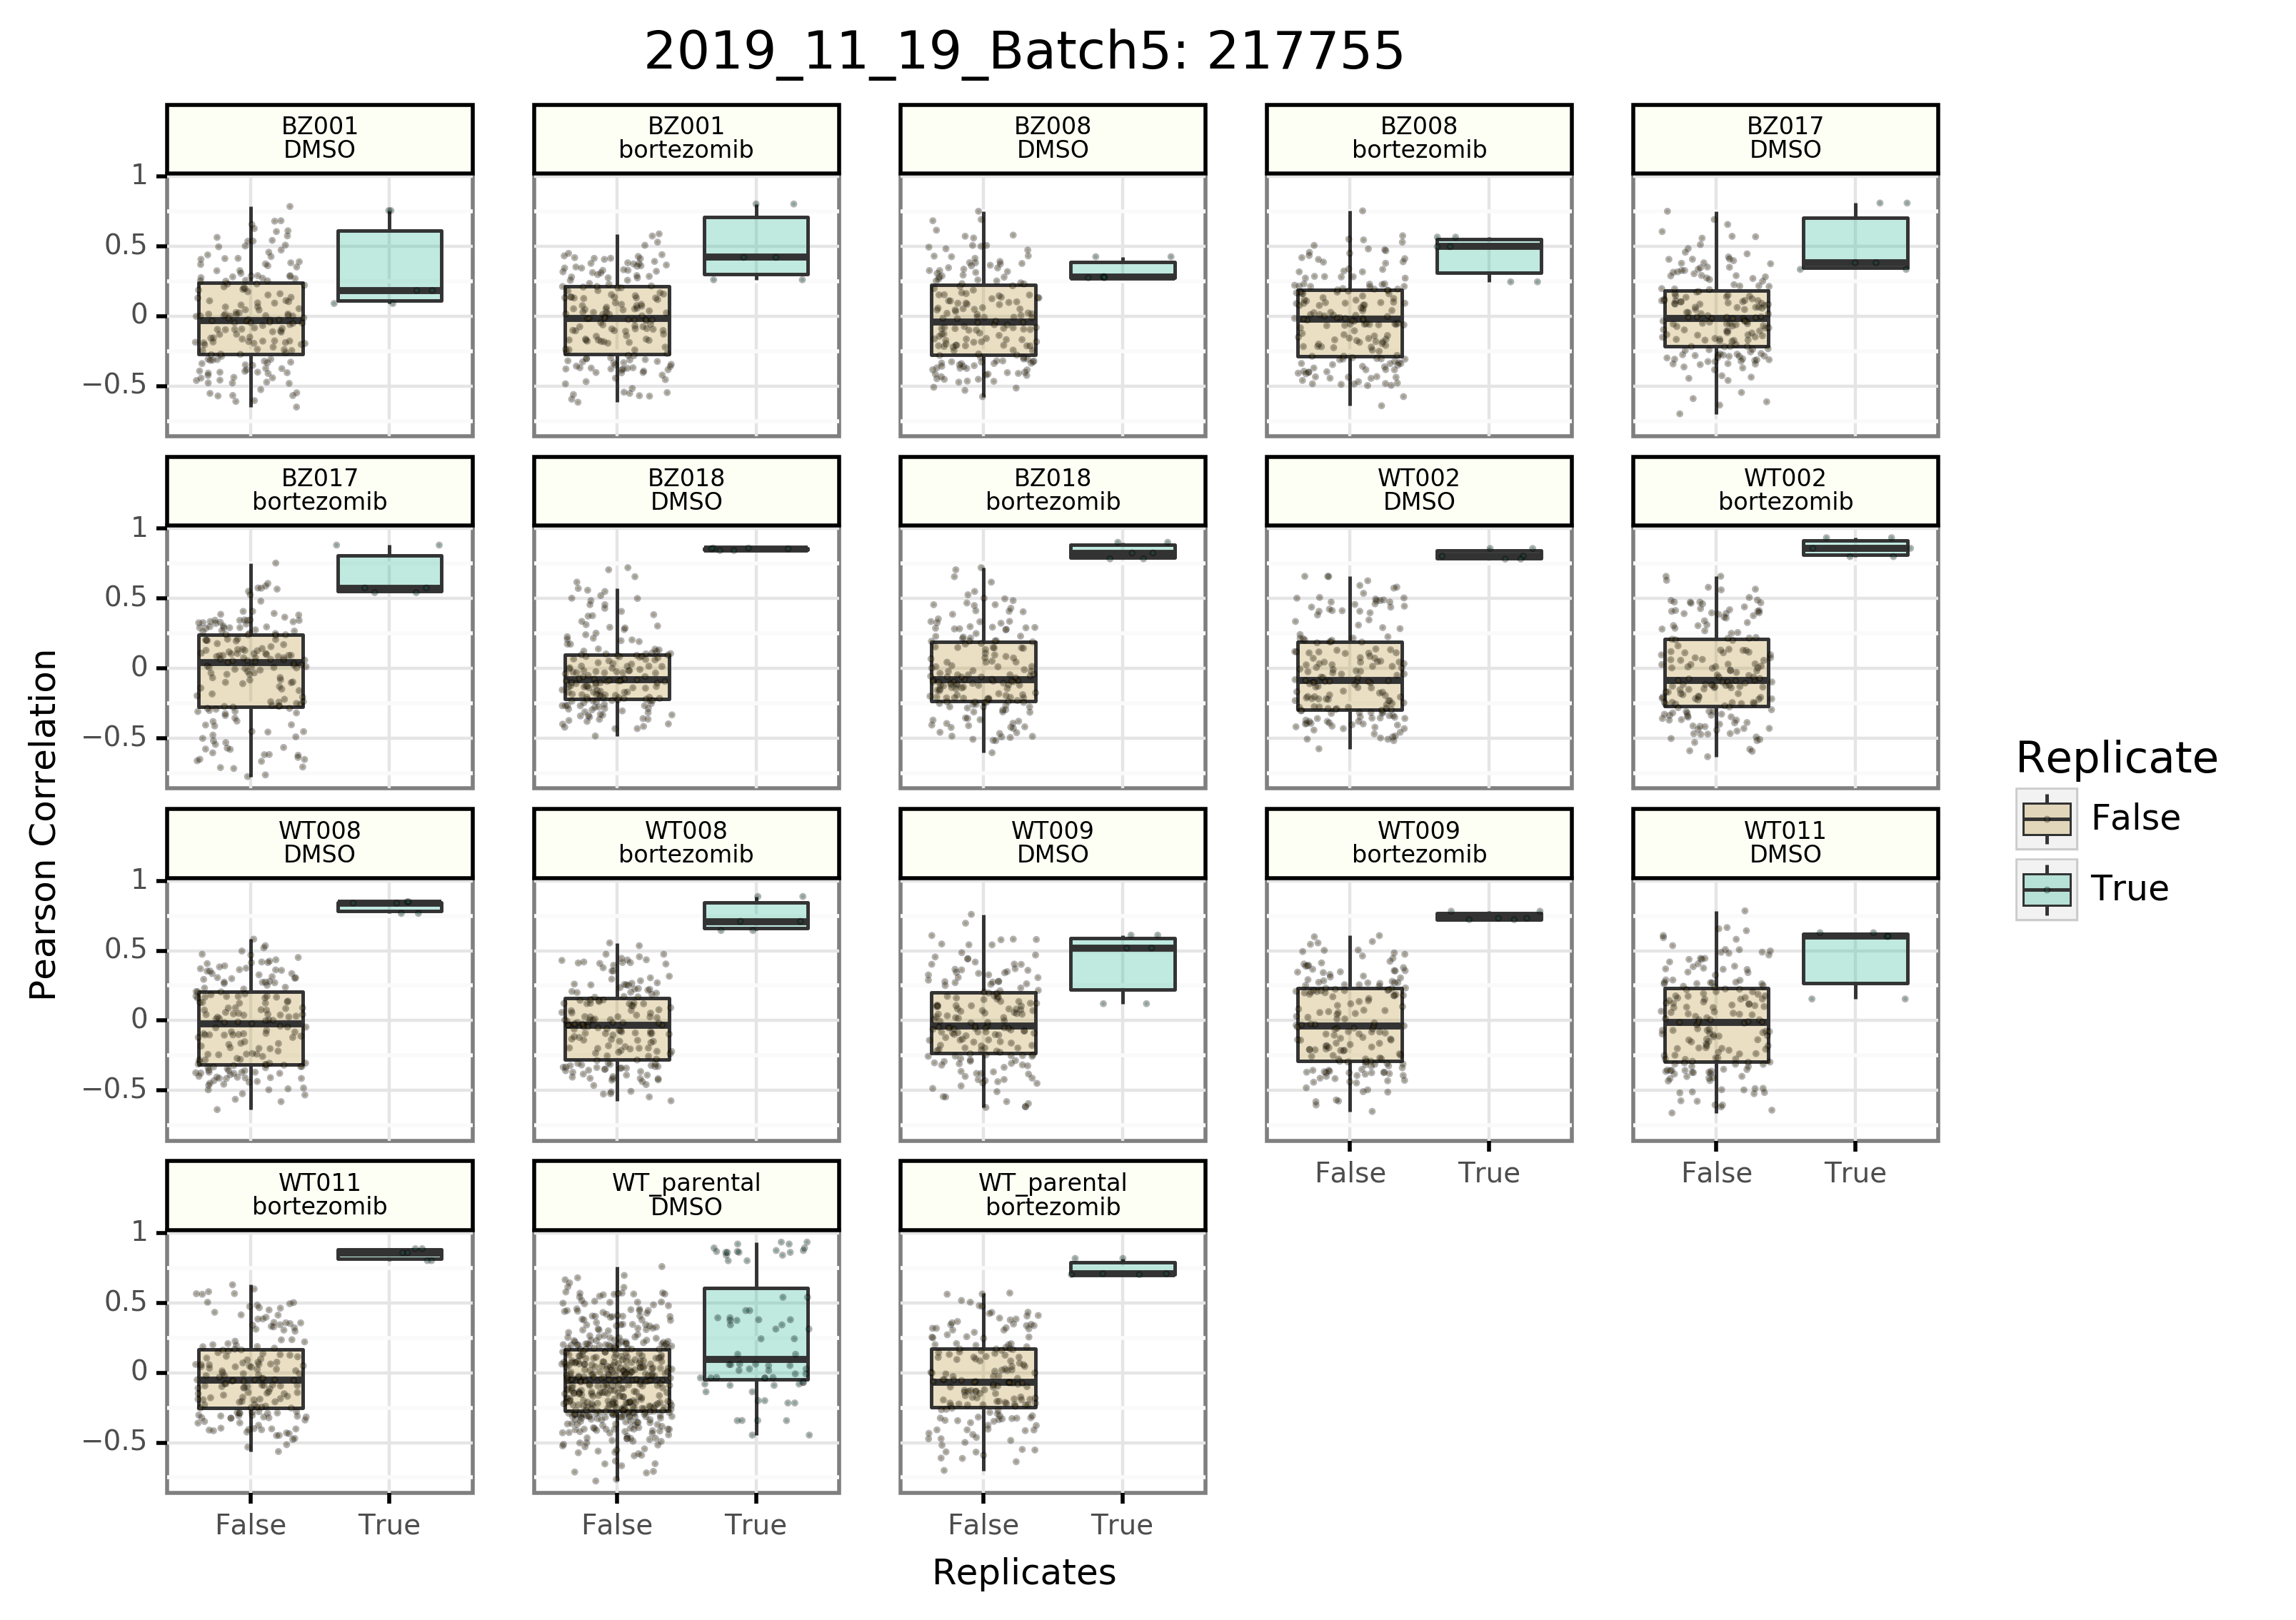 2019_11_19_Batch5: 217755
BZ001
DMSO
BZ001
bortezomib
BZ008
DMSO
BZ008
bortezomib
BZ017
DMSO
1
0.5
0
−0.5
BZ017
bortezomib
BZ018
DMSO
BZ018
bortezomib
WT002
DMSO
WT002
bortezomib
1
0.5
0
−0.5
WT008
DMSO
WT008
bortezomib
WT009
DMSO
WT009
bortezomib
WT011
DMSO
1
0.5
0
−0.5
False
True
False
True
WT011
bortezomib
WT_parental
DMSO
WT_parental
bortezomib
1
0.5
0
−0.5
False
True
False
True
False
True
Replicates
Pearson Correlation
Replicate
False
True